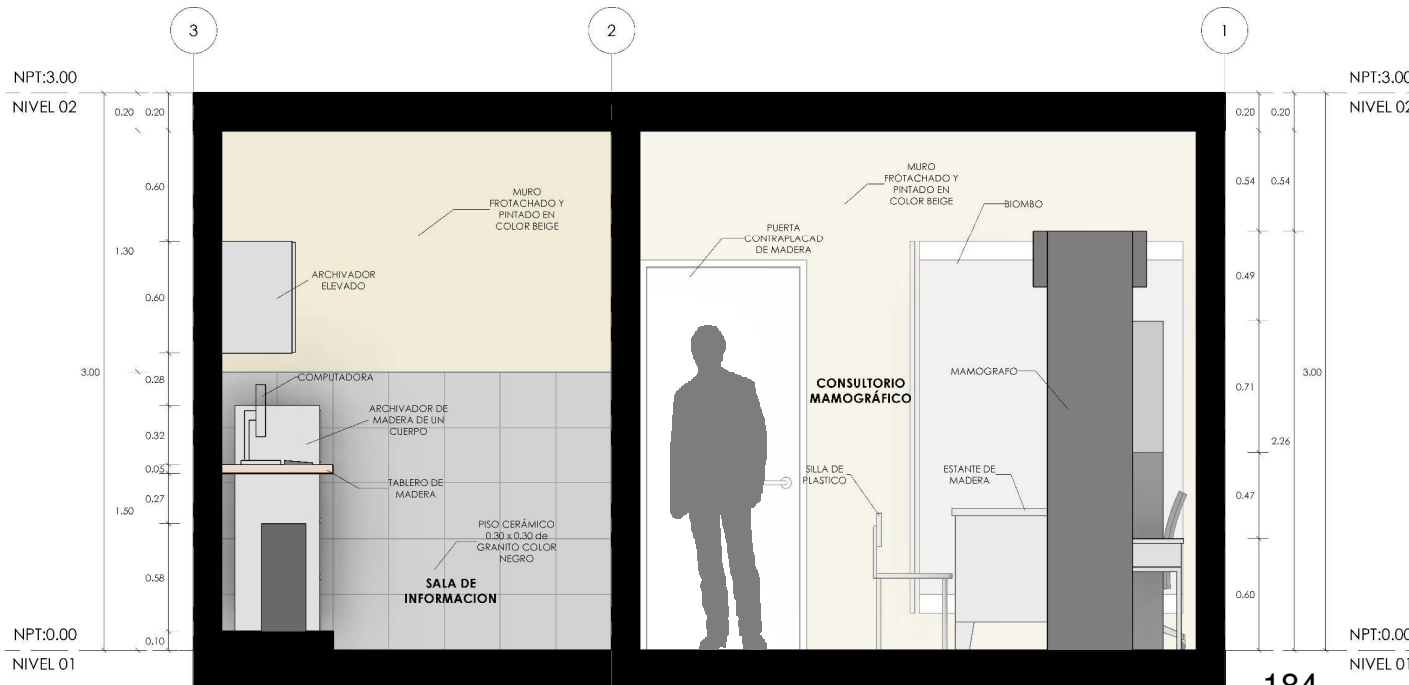 3
2
1
NPT:3.00
NIVEL 02
NPT:3.00
NIVEL 02
0.20
0.20
0.60
1.30
0.60
3.00
0.28
0.32
0.05
0.27
1.50
0.58
0.10
NPT:0.00
NIVEL 01
MURO
FROTACHADO Y
PINTADO EN
COLOR BEIGE
ARCHIVADOR
ELEVADO
COMPUTADORA
ARCHIVADOR DE
MADERA DE UN
CUERPO
TABLERO DE
MADERA
PISO CERÁMICO
0.30 x 0.30 de
GRANITO COLOR
NEGRO
SALA DE
INFORMACION
MURO
FROTACHADO Y
PINTADO EN
COLOR BEIGE
BIOMBO
PUERTA
CONTRAPLACAD
DE MADERA
CONSULTORIO
MAMOGRÁFICO
MAMOGRAFO
SILLA DE
PLASTICO
ESTANTE DE
MADERA
0.20
0.20
0.54
0.54
0.49
0.71
3.00
2.26
0.47
0.60
NPT:0.00
NIVEL 01
184